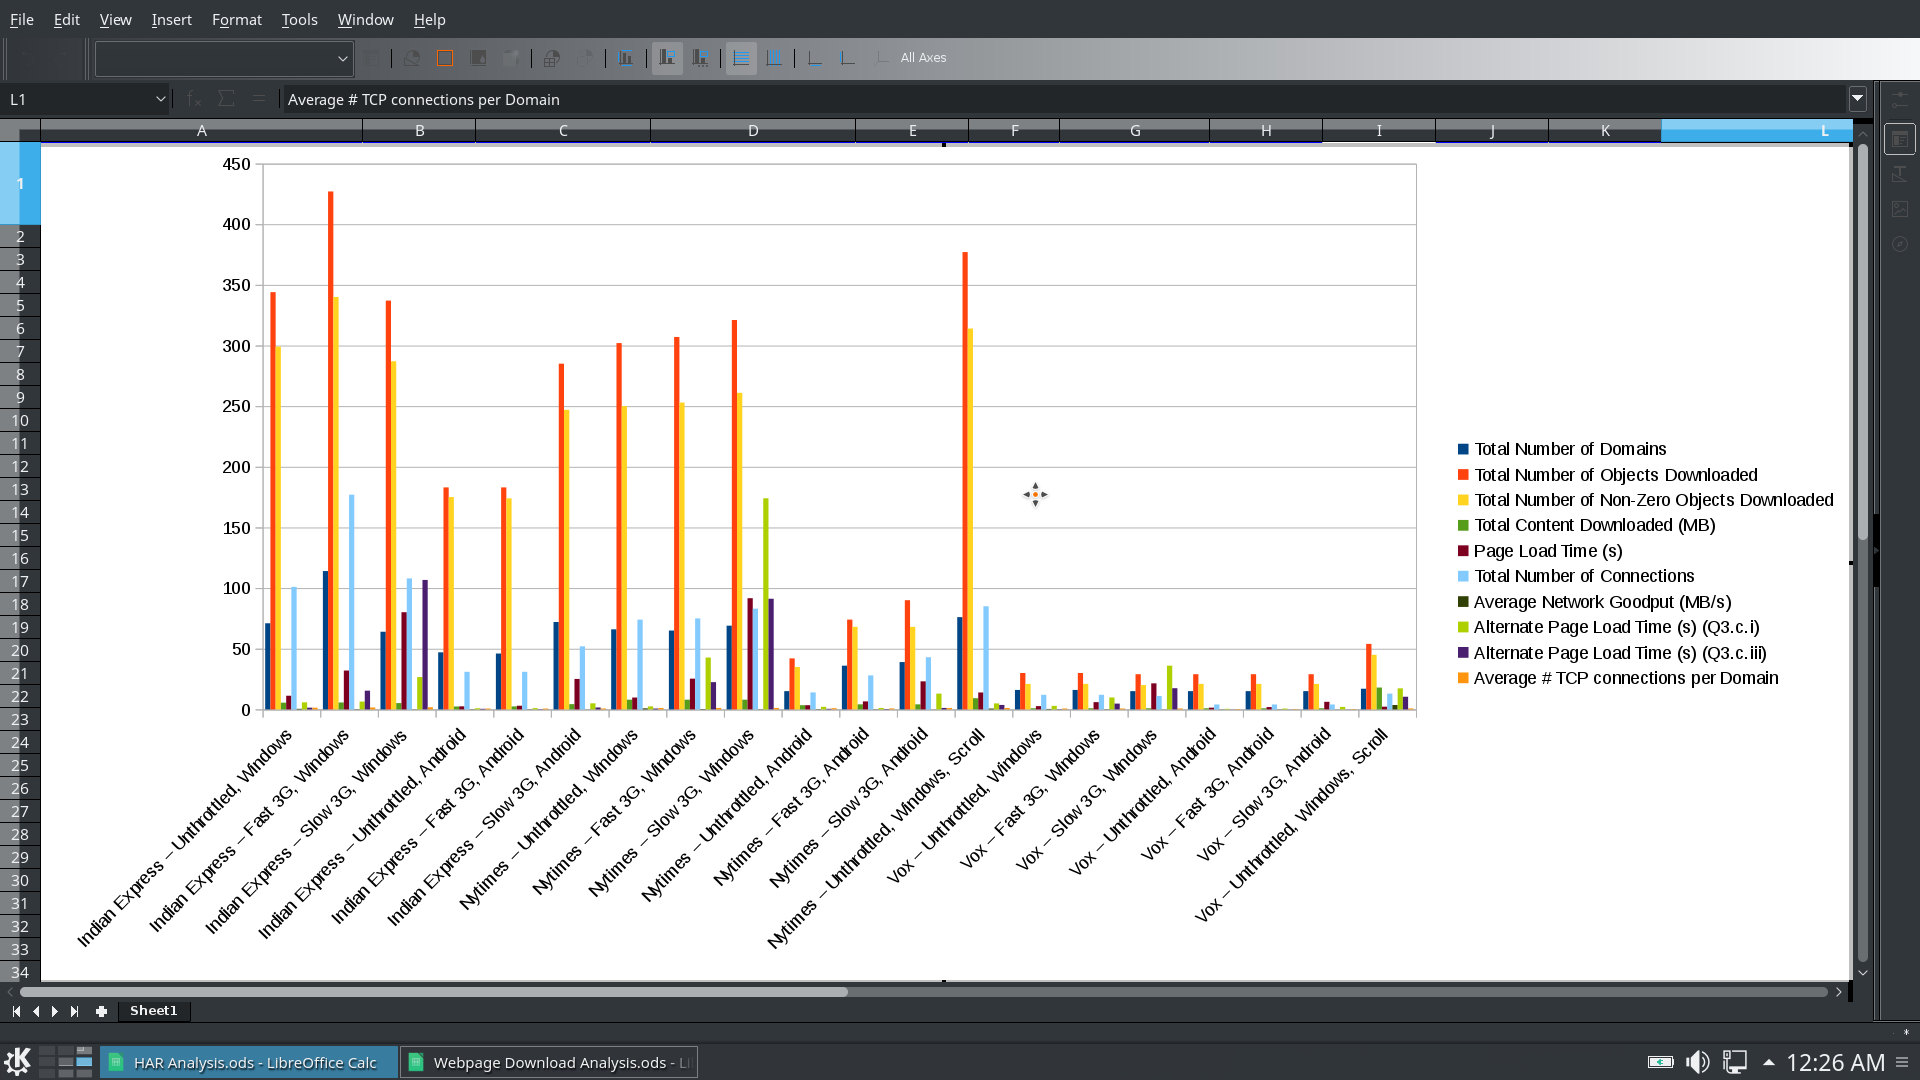 File Edit View Insert Format Tools Window Help
All Axes
L1
Average # TCP connections per Domain
A B C D E F G H I J K L
1
2
3
4
5
6
7
8
9
10
11
12
13
14
15
16
17
18
19
20
21
22
23
24
25
26
27
28
29
30
31
32
33
34
450
400
350
300
250
200
150
100
50
0
Indian Express – Unthrottled, Windows
Indian Express – Fast 3G, Windows
Indian Express – Slow 3G, Windows
Indian Express – Unthrottled, Android
Indian Express – Fast 3G, Android
Indian Express – Slow 3G, Android
Nytimes – Unthrottled, Windows
Nytimes – Fast 3G, Windows
Nytimes – Slow 3G, Windows
Nytimes – Unthrottled, Android
Nytimes – Fast 3G, Android
Nytimes – Slow 3G, Android
Nytimes – Unthrottled, Windows, Scroll
Vox – Unthrottled, Windows
Vox – Fast 3G, Windows
Vox – Slow 3G, Windows
Vox – Unthrottled, Android
Vox – Fast 3G, Android
Vox – Slow 3G, Android
Vox – Unthrottled, Windows, Scroll
Total Number of Domains
Total Number of Objects Downloaded
Total Number of Non-Zero Objects Downloaded
Total Content Downloaded (MB)
Page Load Time (s)
Total Number of Connections
Average Network Goodput (MB/s)
Alternate Page Load Time (s) (Q3.c.i)
Alternate Page Load Time (s) (Q3.c.iii)
Average # TCP connections per Domain
Sheet1
*
HAR Analysis.ods - LibreOffice Calc
Webpage Download Analysis.ods - Li
12:26 AM